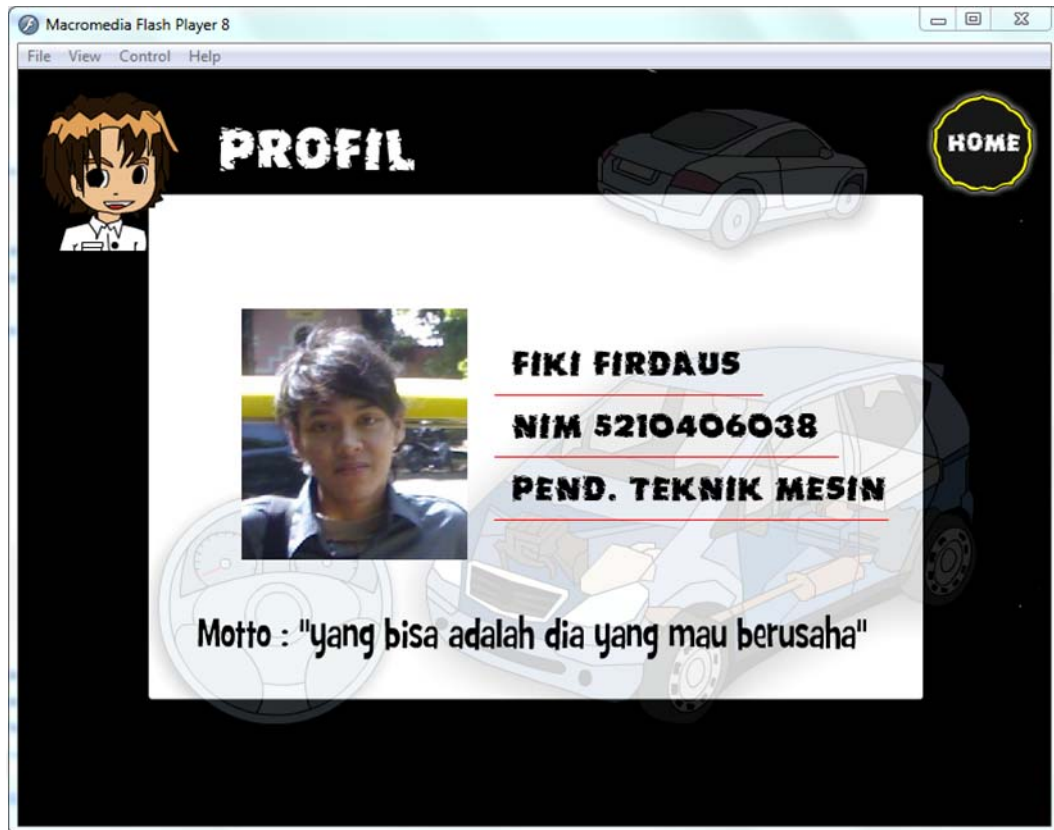 Macromedia Flash Player 8
File View Control Help
PROFIL
HOME
FIKI FIRDAUS
NIM 5210406038
PEND. TEKNIK MESIN
Motto : "yang bisa adalah dia yang mau berusaha"